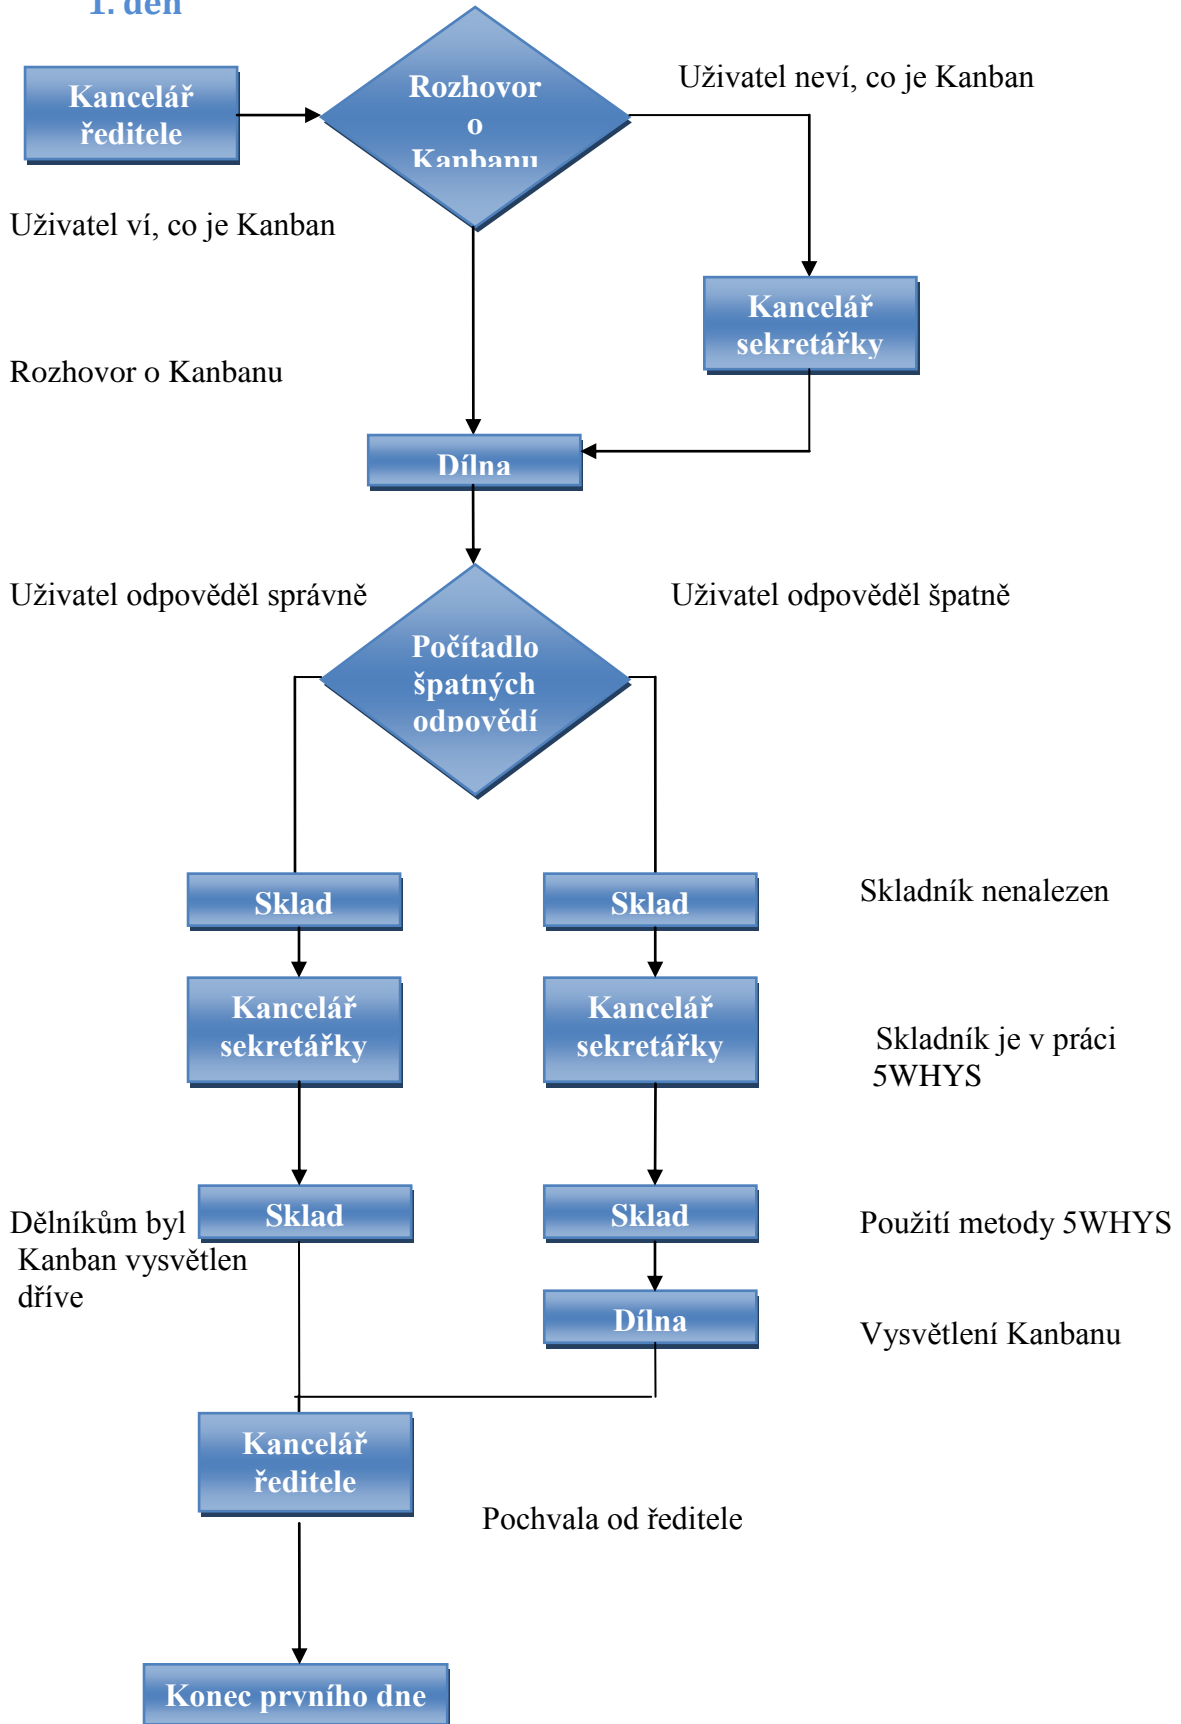 1. den
Kancelář
ředitele
Rozhovor
o
Kanbanu
Uživatel neví, co je Kanban
Uživatel ví, co je Kanban
Kancelář
sekretářky
Rozhovor o Kanbanu
Dílna
Uživatel odpověděl správně
Uživatel odpověděl špatně
Počítadlo
špatných
odpovědí
Sklad
Sklad
Skladník nenalezen
Kancelář
sekretářky
Kancelář
sekretářky
Skladník je v práci
5WHYS
Dělníkům byl
Kanban vysvětlen
dříve
Sklad
Sklad
Použití metody 5WHYS
Dílna
Vysvětlení Kanbanu
Kancelář
ředitele
Pochvala od ředitele
Konec prvního dne